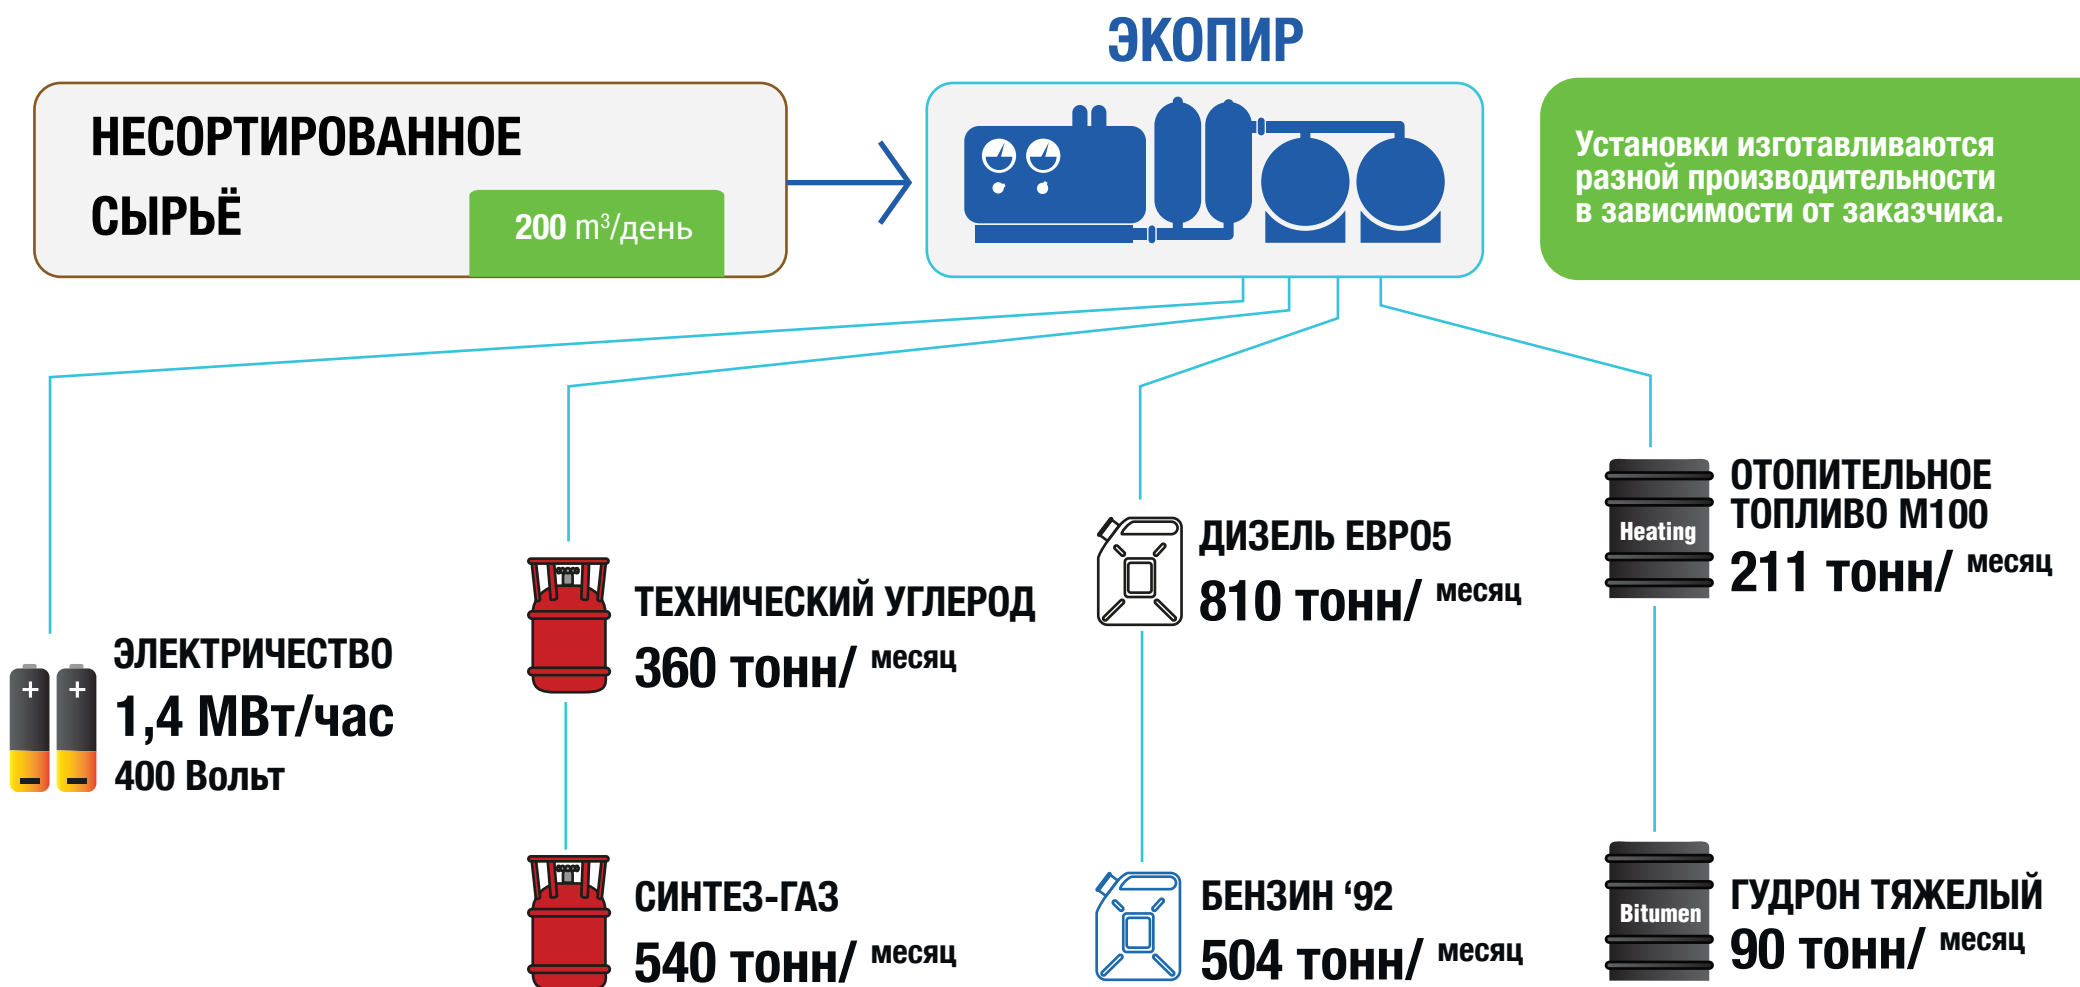 ЭКОПИР
НЕСОРТИРОВАННОЕ
СЫРЬЁ
200 m³/день
Установки изготавливаются
разной производительности
в зависимости от заказчика.
ЭЛЕКТРИЧЕСТВО
1,4 МВт/час
400 Вольт
ТЕХНИЧЕСКИЙ УГЛЕРОД
360 тонн/ месяц
СИНТЕЗ-ГАЗ
540 тонн/ месяц
ДИЗЕЛЬ ЕВРО5
810 тонн/ месяц
БЕНЗИН ‘92
504 тонн/ месяц
Heating
ОТОПИТЕЛЬНОЕ
ТОПЛИВО М100
211 тонн/ месяц
Bitumen
ГУДРОН ТЯЖЕЛЫЙ
90 тонн/ месяц